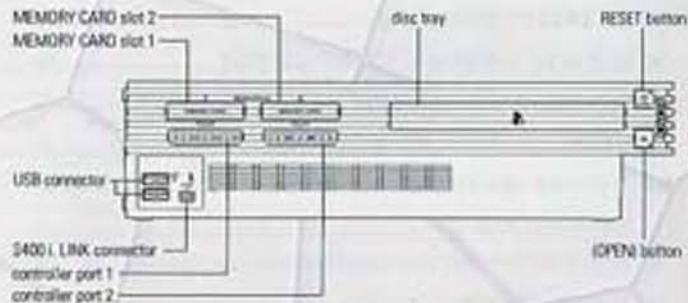 MEMORY CARD slot 2
MEMORY CARD slot 1
disc tray
RESET button
USB connector
S400 i. LINK connector
controller port 1
controller port 2
(OPEN) button